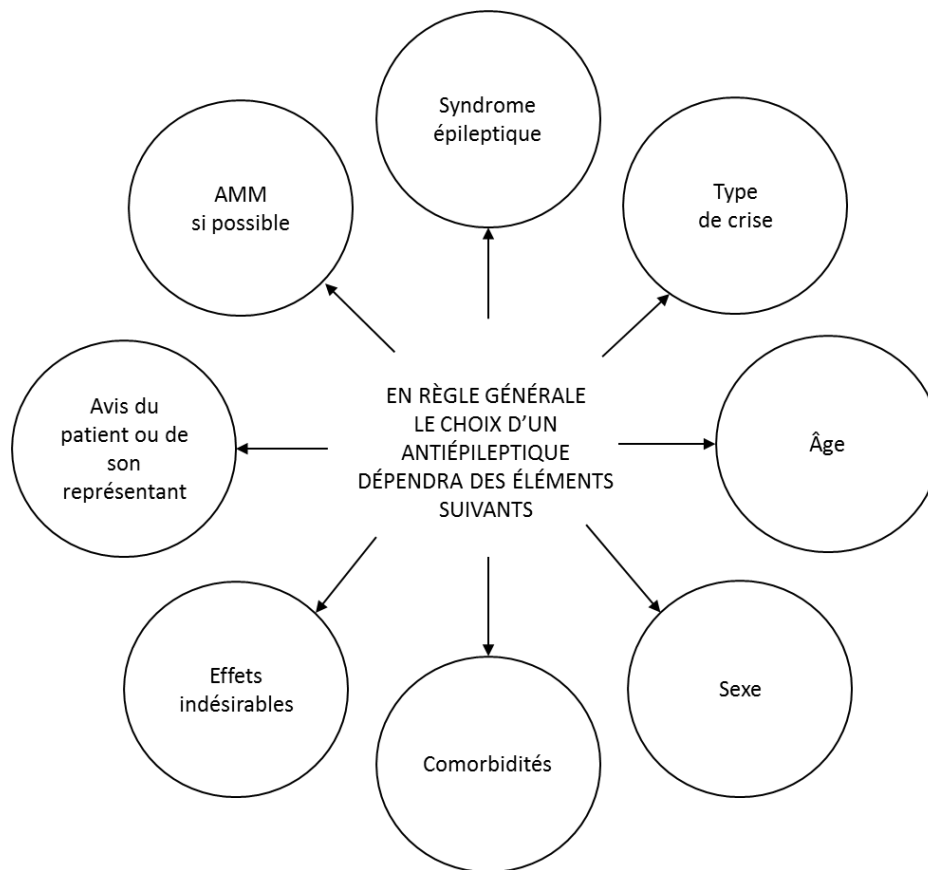 EN RÈGLE GÉNÉRALE
LE CHOIX D’UN
ANTIÉPILEPTIQUE
DÉPENDRA DES ÉLÉMENTS
SUIVANTS
Syndrome
épileptique
Type
de crise
Âge
Sexe
Comorbidités
Effets
indésirables
Avis du
patient ou de
son
représentant
AMM
si possible